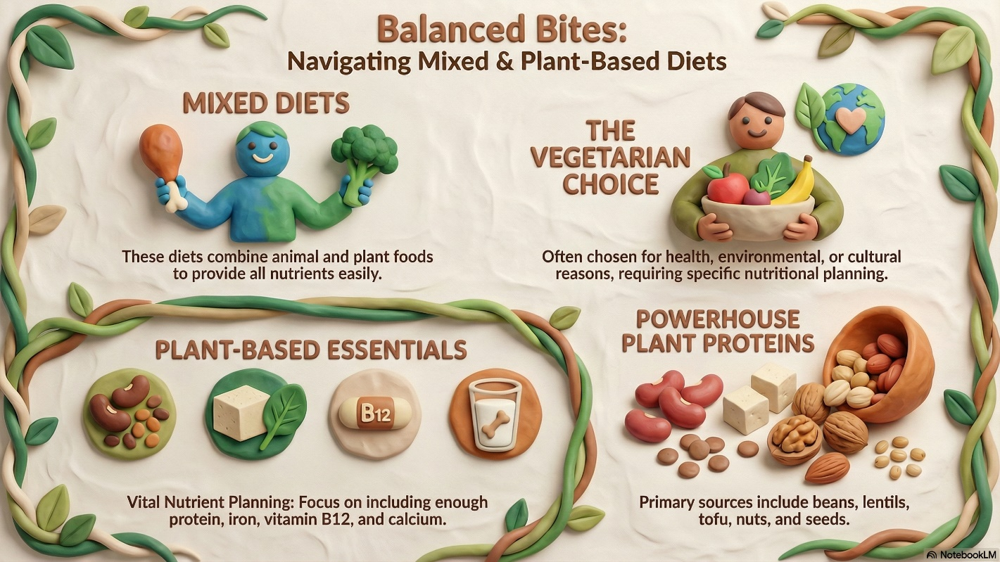 Balanced Bites:
Navigating Mixed & Plant-Based Diets
MIXED DIETS
These diets combine animal and plant foods
to provide all nutrients easily.
THE
VEGETARIAN
CHOICE
Often chosen for health, environmental, or cultural
reasons, requiring specific nutritional planning.
PLANT-BASED ESSENTIALS
B12
Vital Nutrient Planning: Focus on including enough
protein, iron, vitamin B12, and calcium.
POWERHOUSE
PLANT PROTEINS
Primary sources include beans, lentils,
tofu, nuts, and seeds.
NotebookLM